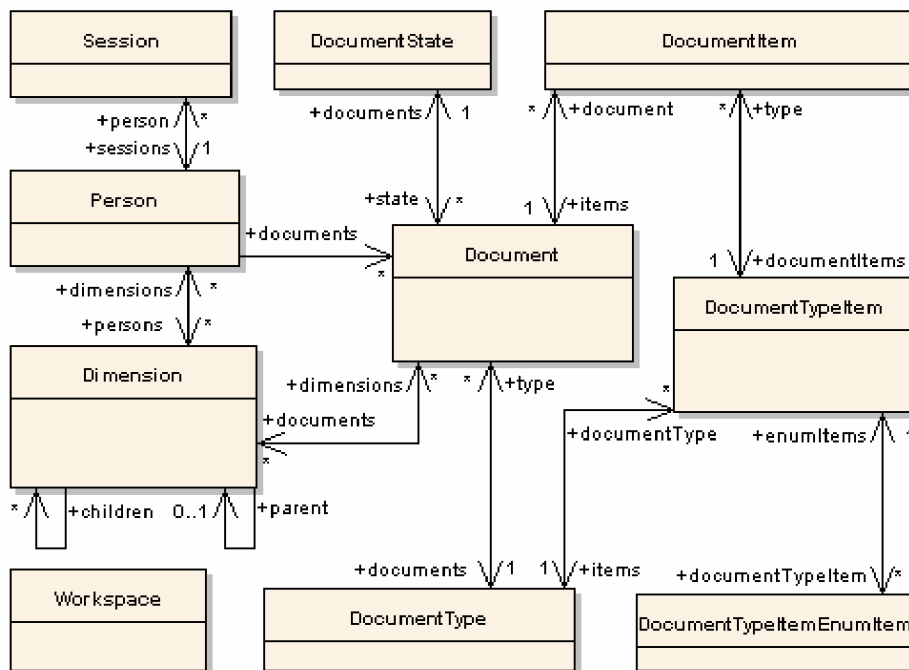 Session
DocumentState
DocumentItem
+person *
+sessions 1
+documents 1
* +document
* +type
Person
+state *
1 +items
+documents
*
Document
1 +documentItems
DocumentTypeItem
+dimensions *
+persons *
Dimension
+dimensions *
* +type
+documents
*
*
+documentType
+enumItems 1
* +children
0..1 +parent
+documents 1
1 +items
+documentTypeItem *
Workspace
DocumentType
DocumentTypeItemEnumItem